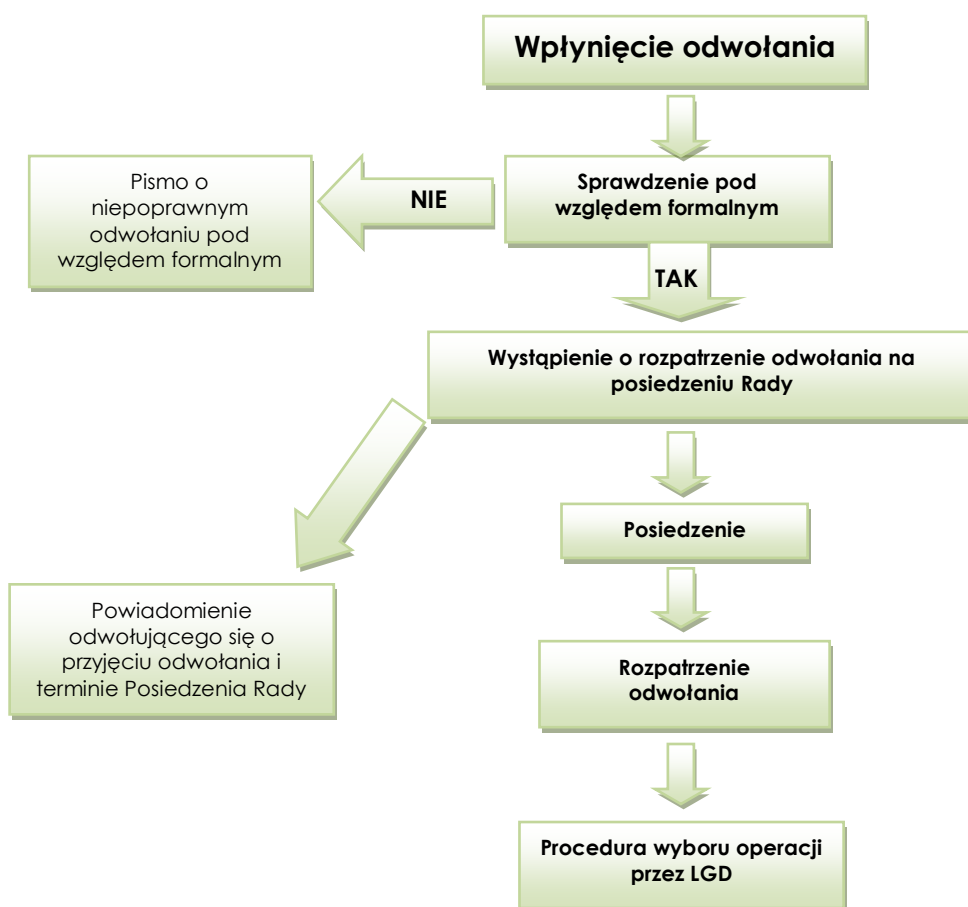 Wpłynięcie odwołania
Sprawdzenie pod
względem formalnym
NIE
Pismo o
niepoprawnym
odwołaniu pod
względem formalnym
TAK
Wystąpienie o rozpatrzenie odwołania na
posiedzeniu Rady
Posiedzenie
Powiadomienie
odwołującego się o
przyjęciu odwołania i
terminie Posiedzenia Rady
Rozpatrzenie
odwołania
Procedura wyboru operacji
przez LGD